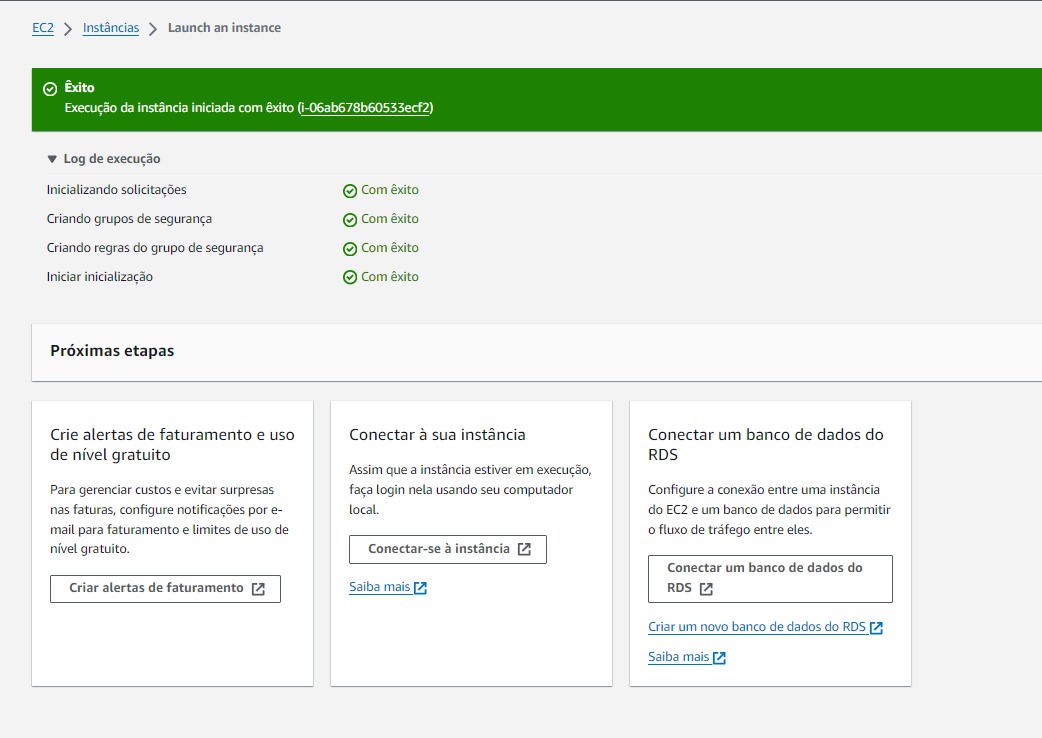 EC2 > Instâncias > Launch an instance
Êxito
Execução da instância iniciada com êxito (i-06ab678b60533ecf2)
Log de execução
Inicializando solicitações Com êxito
Criando grupos de segurança Com êxito
Criando regras do grupo de segurança Com êxito
Iniciar inicialização Com êxito
Próximas etapas
Crie alertas de faturamento e uso
de nível gratuito
Para gerenciar custos e evitar surpresas
nas faturas, configure notificações por e-
mail para faturamento e limites de uso de
nível gratuito.
Criar alertas de faturamento
Conectar à sua instância
Assim que a instância estiver em execução,
faça login nela usando seu computador
local.
Conectar-se à instância
Saiba mais
Conectar um banco de dados do
RDS
Configure a conexão entre uma instância
do EC2 e um banco de dados para permitir
o fluxo de tráfego entre eles.
Conectar um banco de dados do
RDS
Criar um novo banco de dados do RDS
Saiba mais